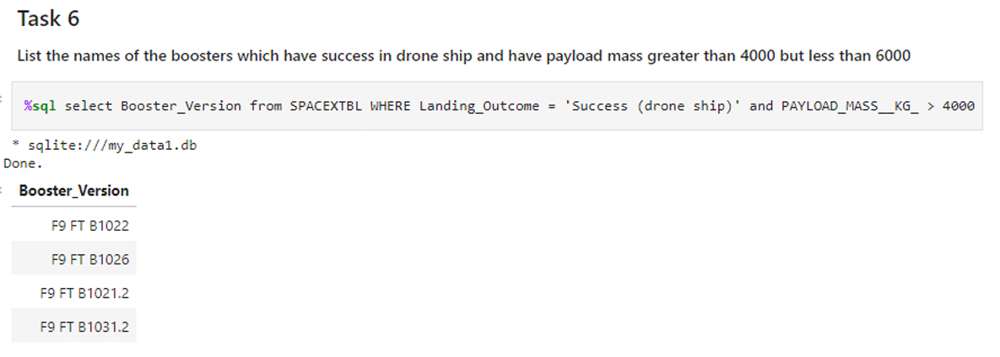 Task 6
List the names of the boosters which have success in drone ship and have payload mass greater than 4000 but less than 6000
%sql select Booster_Version from SPACEXTBL WHERE Landing_Outcome = 'Success (drone ship)' and PAYLOAD_MASS__KG_ > 4000
* sqlite:///my_data1.db
Done.
Booster_Version
F9 FT B1022
F9 FT B1026
F9 FT B1021.2
F9 FT B1031.2